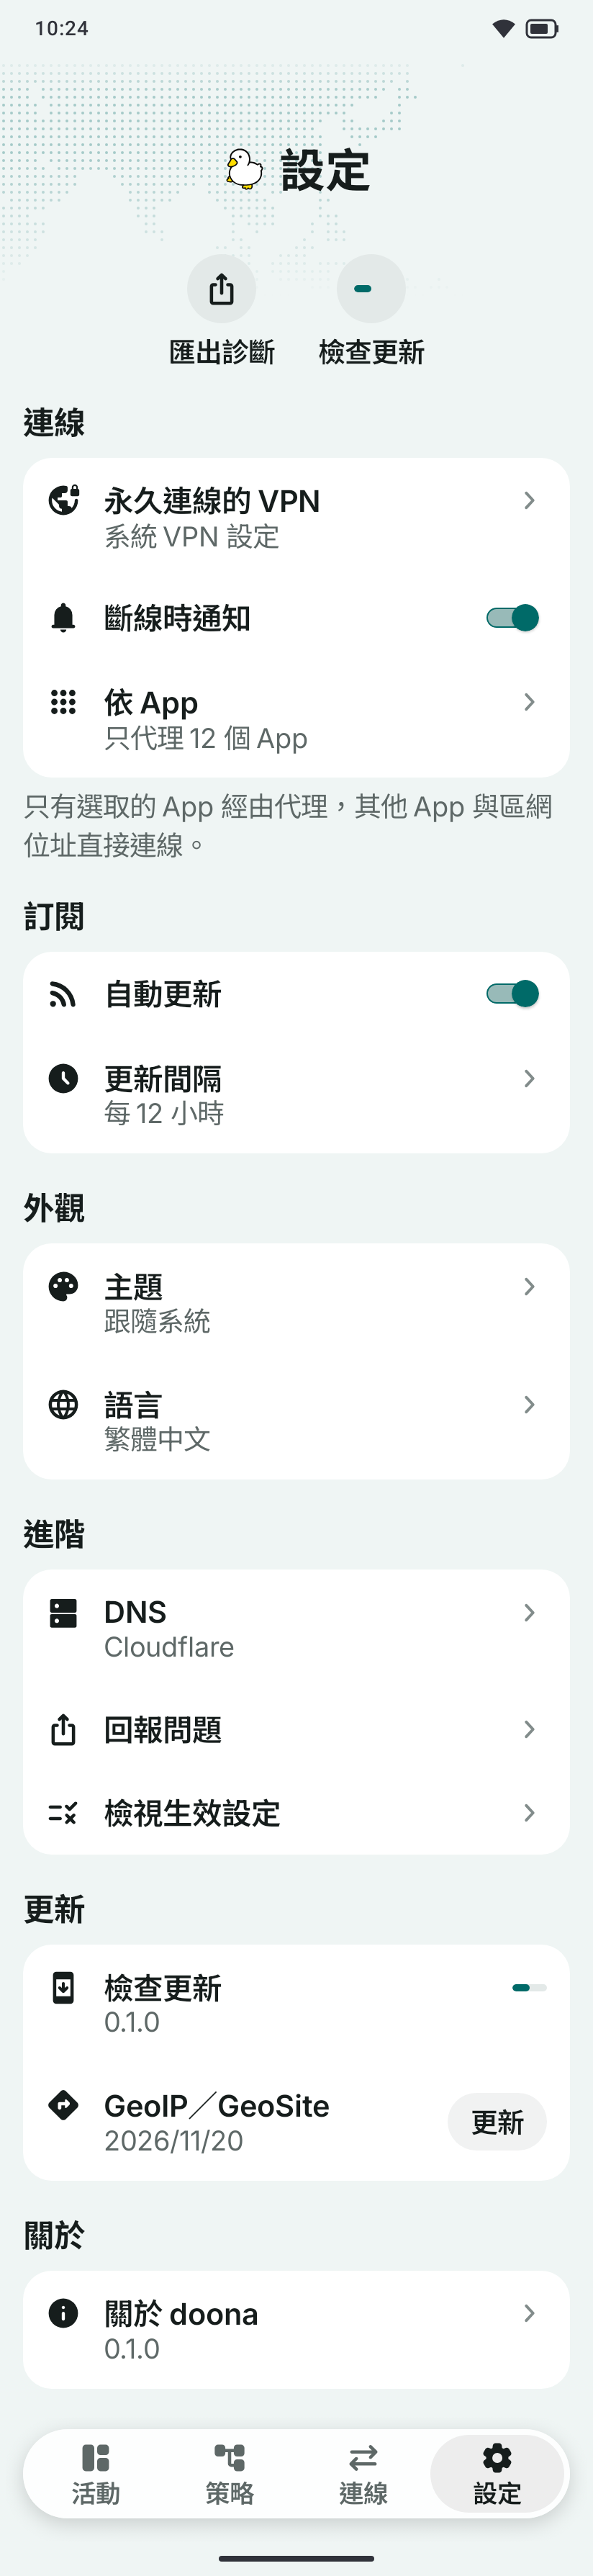 10:24
設定
匯出診斷
檢查更新
連線
永久連線的 VPN
系統 VPN 設定
斷線時通知
依 App
只代理 12 個 App
只有選取的 App 經由代理，其他 App 與區網
位址直接連線。
訂閱
自動更新
更新間隔
每 12 小時
外觀
主題
跟隨系統
語言
繁體中文
進階
DNS
Cloudflare
回報問題
檢視生效設定
更新
檢查更新
0.1.0
GeoIP／GeoSite
2026/11/20
更新
關於
關於 doona
0.1.0
活動
策略
連線
設定